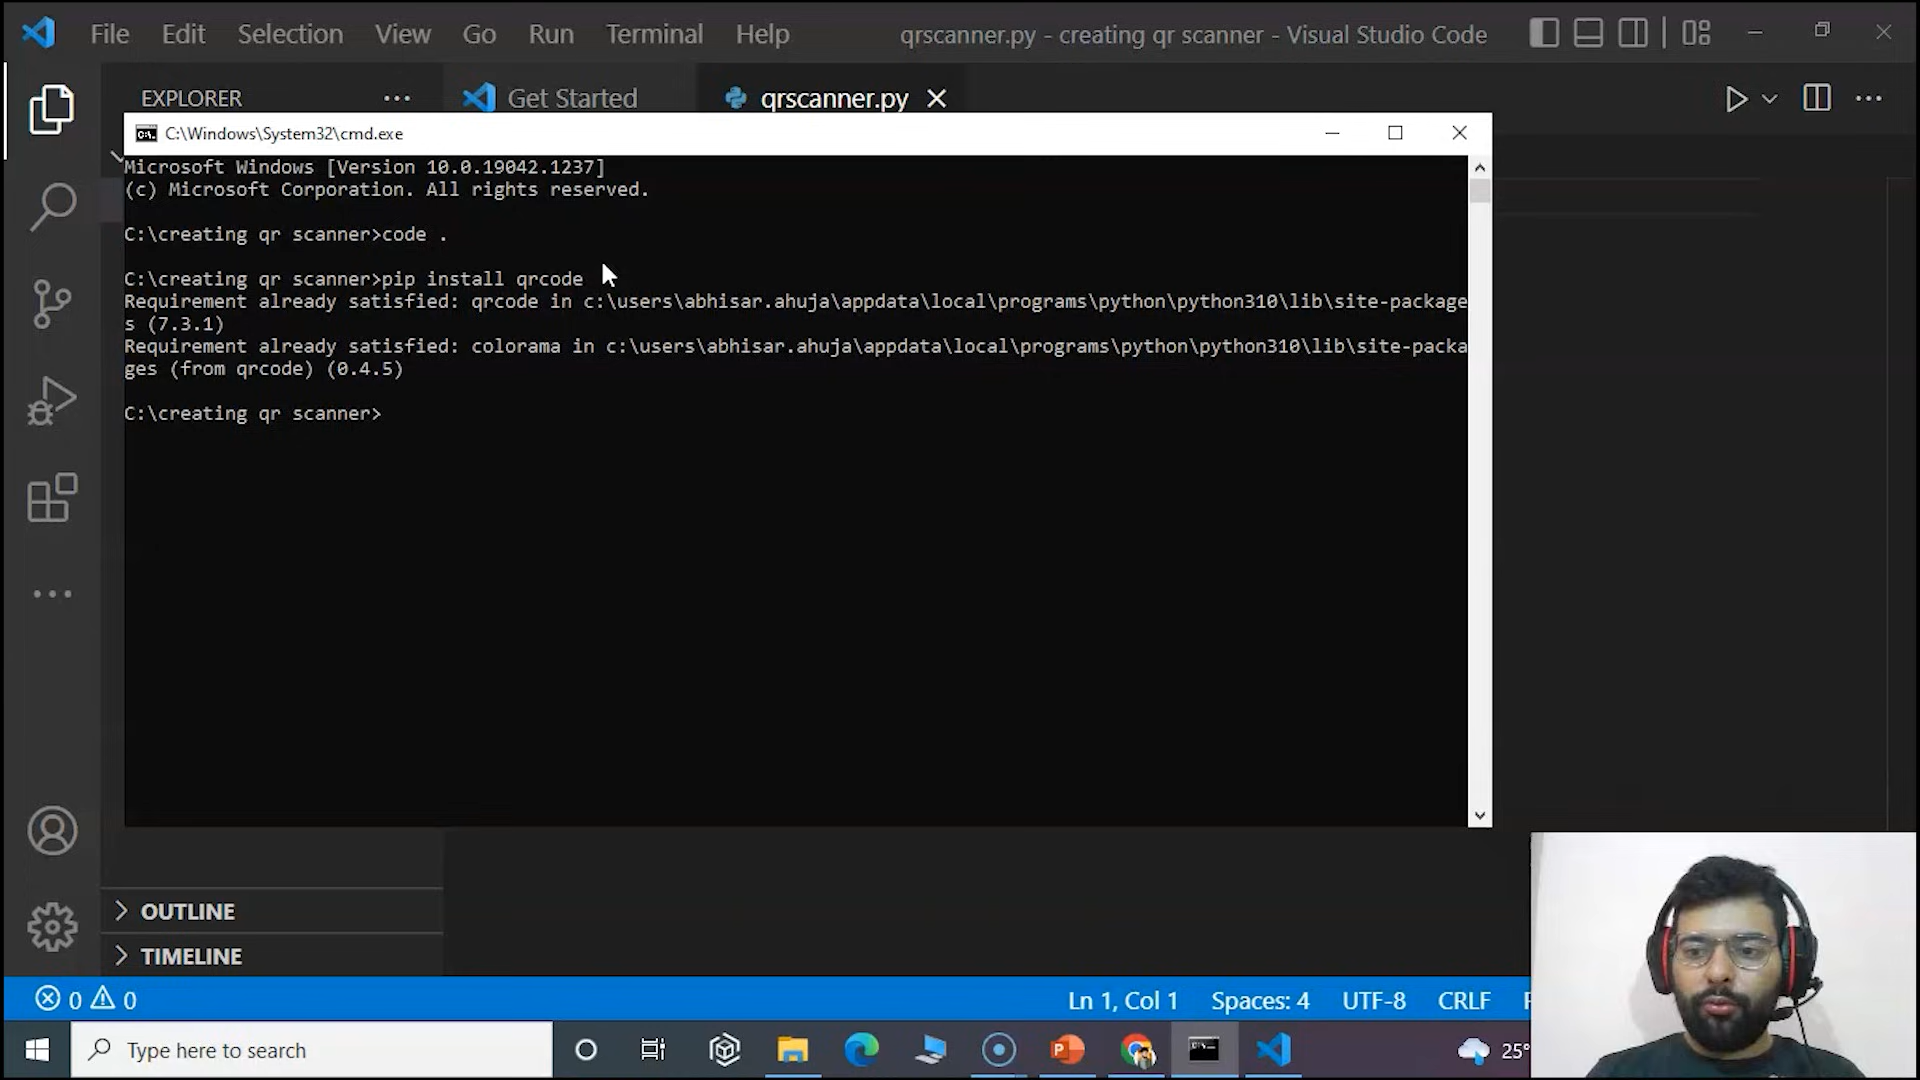 File Edit Selection View Go Run Terminal Help qrscanner.py - creating qr scanner - Visual Studio Code
EXPLORER ... Get Started qrscanner.py
C:\Windows\System32\cmd.exe
Microsoft Windows [Version 10.0.19042.1237]
(c) Microsoft Corporation. All rights reserved.
C:\creating qr scanner>code .
C:\creating qr scanner>pip install qrcode
Requirement already satisfied: qrcode in c:\users\abhisar.ahuja\appdata\local\programs\python\python310\lib\site-package
s (7.3.1)
Requirement already satisfied: colorama in c:\users\abhisar.ahuja\appdata\local\programs\python\python310\lib\site-packa
ges (from qrcode) (0.4.5)
C:\creating qr scanner>
OUTLINE
TIMELINE
0 0 Ln 1, Col 1 Spaces: 4 UTF-8 CRLF
Type here to search 25°